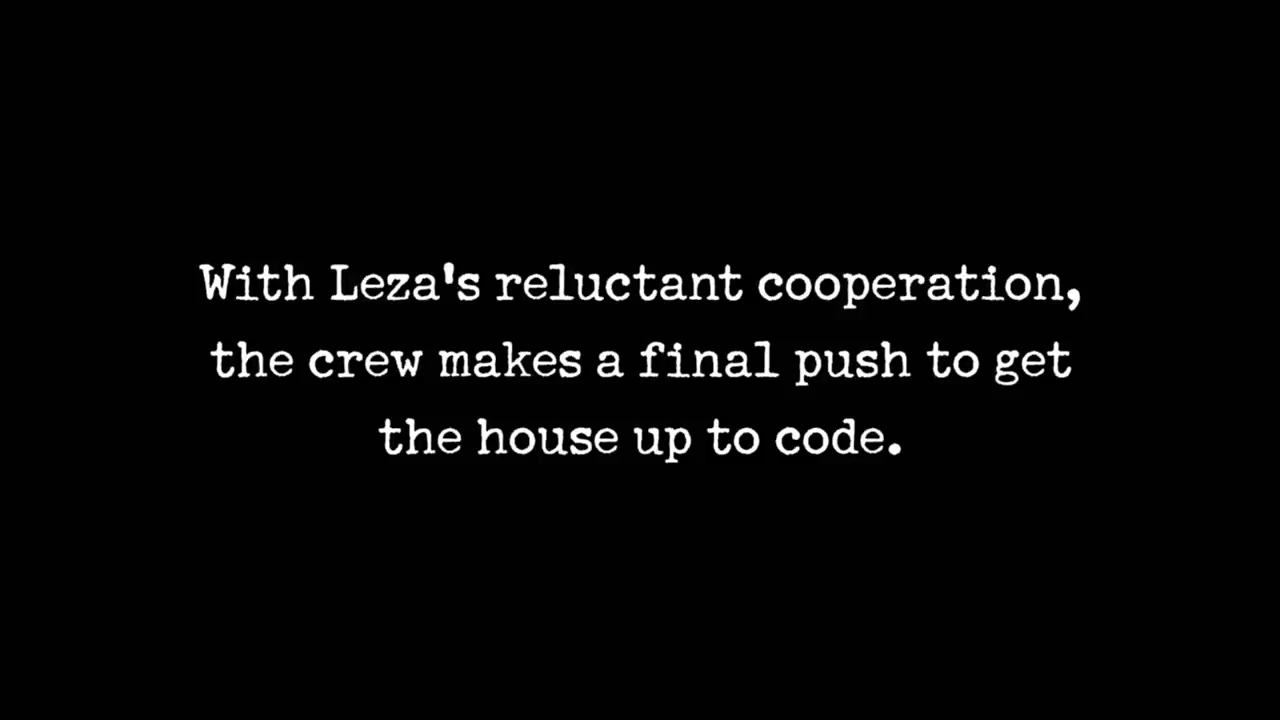 With Leza's reluctant cooperation,
the crew makes a final push to get
the house up to code.